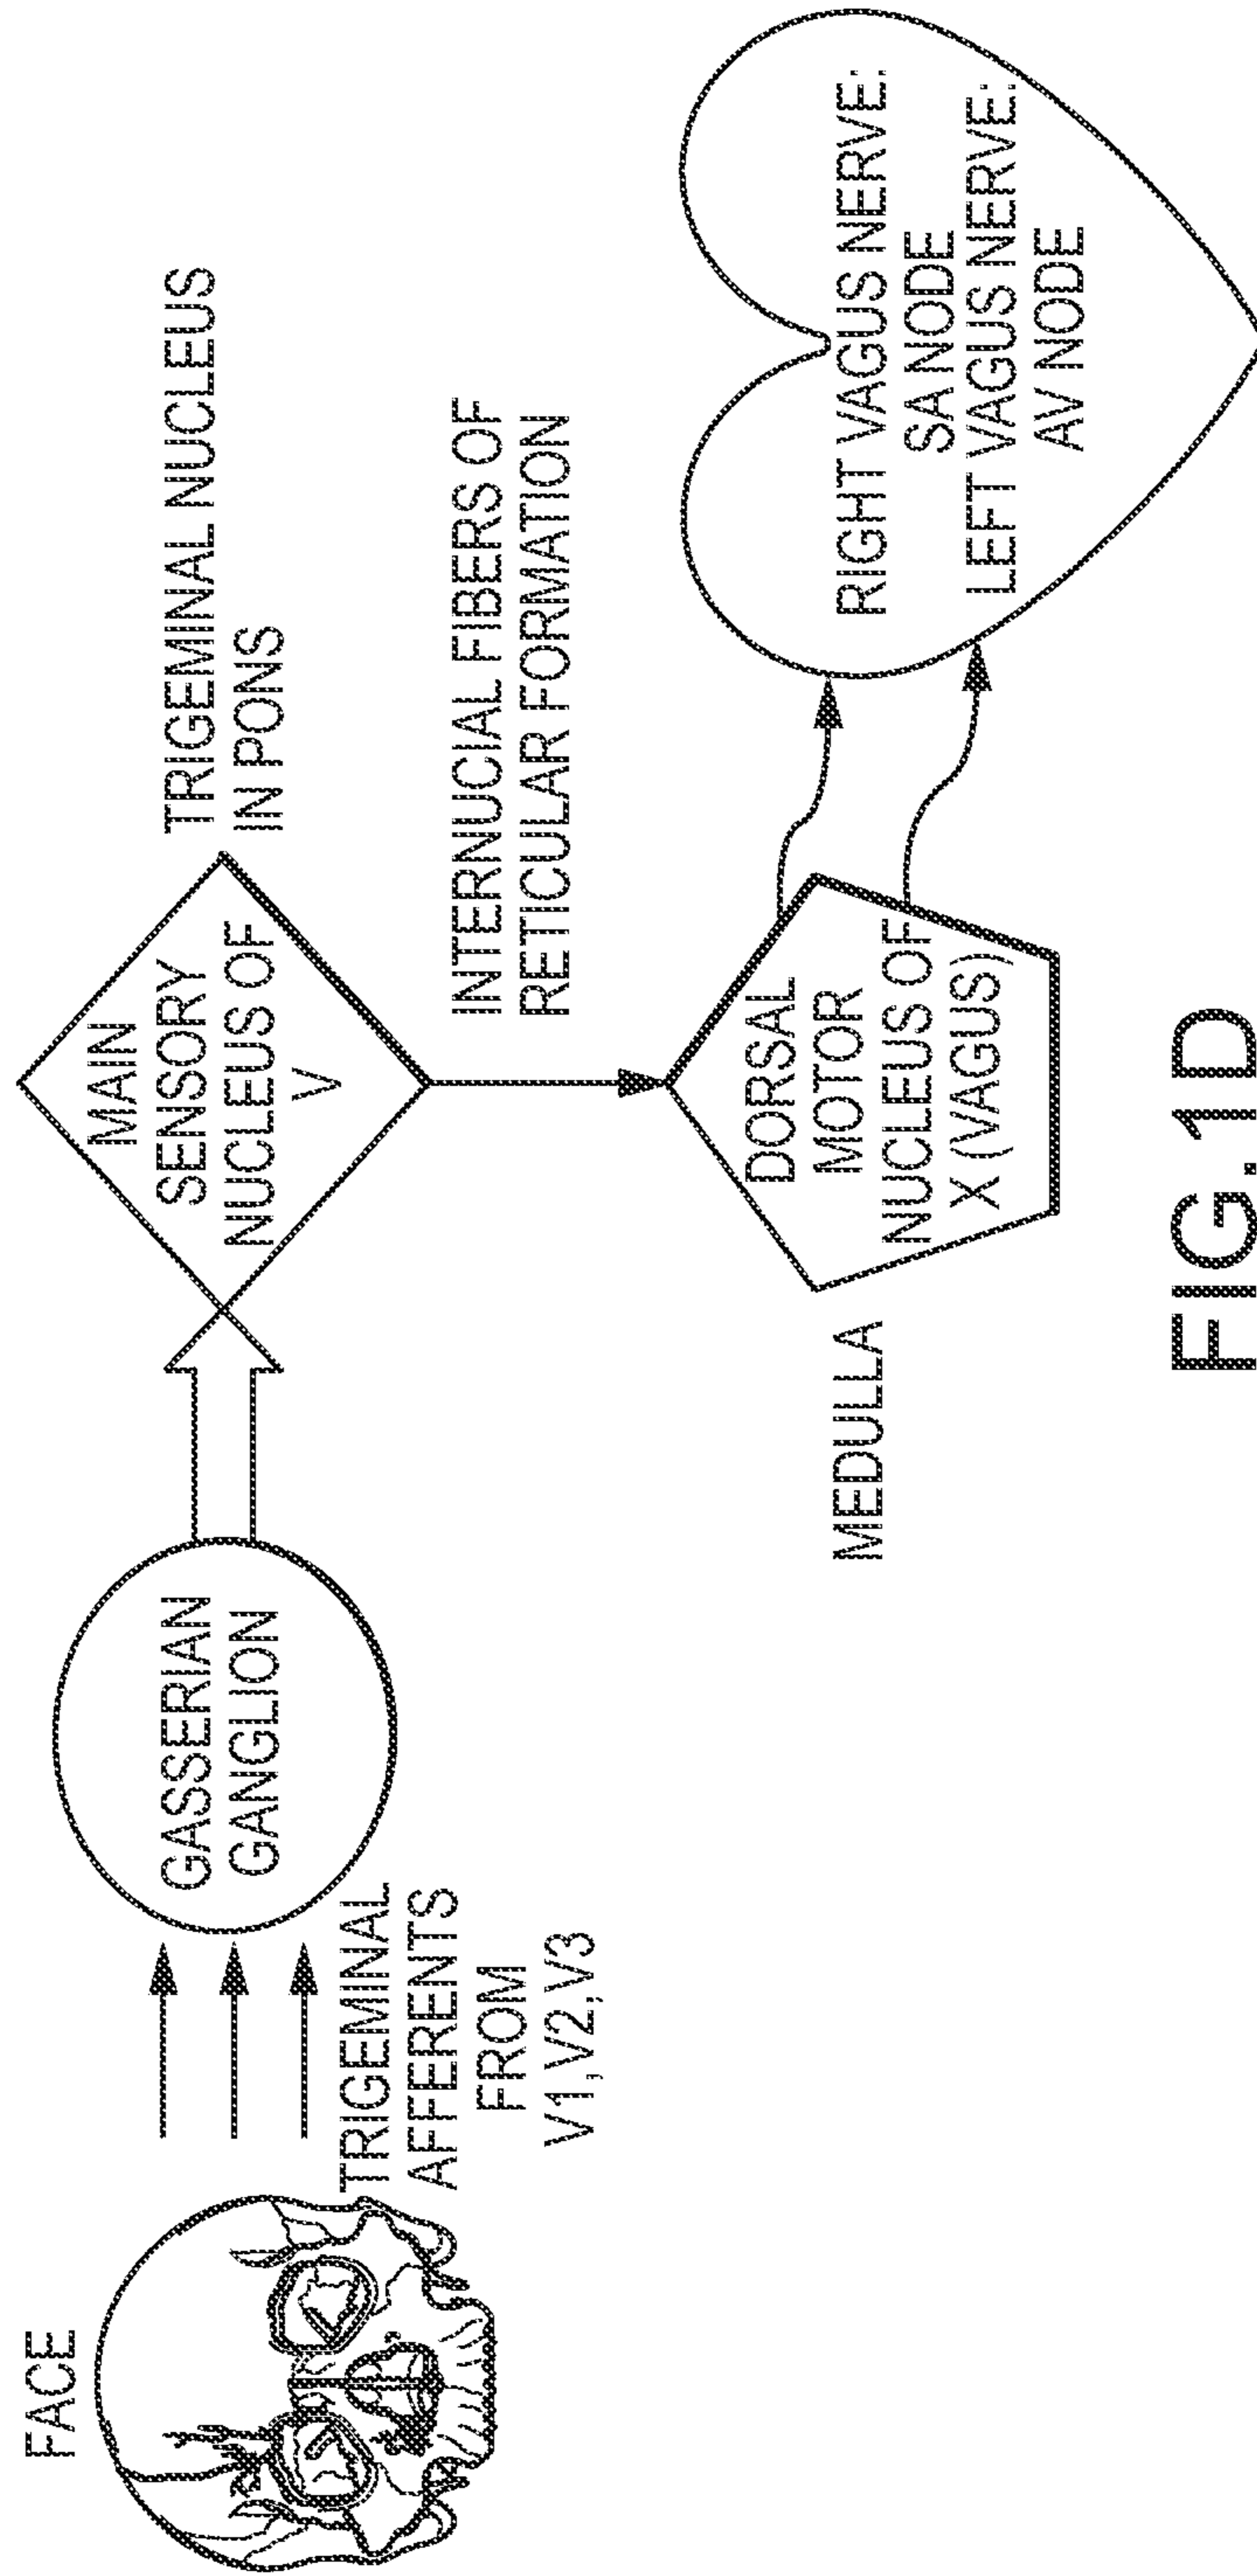 FACE
TRIGEMINAL
AFFERENTS
FROM
V1,V2,V3
GASSERIAN
GANGLION
MAIN
SENSORY
NUCLEUS OF
V
TRIGEMINAL NUCLEUS
IN PONS
INTERNUCIAL FIBERS OF
RETICULAR FORMATION
MEDULLA
DORSAL
MOTOR
NUCLEUS OF
X (VAGUS)
RIGHT VAGUS NERVE:
SA NODE
LEFT VAGUS NERVE:
AV NODE
FIG.1D